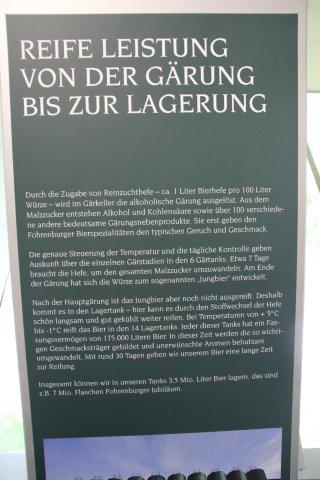 REIFE LEISTUNG
VON DER GÄRUNG
BIS ZUR LAGERUNG
Durch die Zugabe von Reinzuchthefe – ca. 1 Liter Bierhefe pro 100 Liter
Würze – wird im Gärkeller die alkoholische Gärung ausgelöst. Aus dem
Malzzucker entstehen Alkohol und Kohlensäure sowie über 100 verschiede-
ne andere bedeutsame Gärungsnebenprodukte. Sie erst geben den
Fohrenburger Bierspezialitäten den typischen Geruch und Geschmack.
Die genaue Steuerung der Temperatur und die tägliche Kontrolle geben
Auskunft über die einzelnen Gärstadien in den 6 Gärtanks. Etwa 7 Tage
braucht die Hefe, um den gesamten Malzzucker umzuwandeln. Am Ende
der Gärung hat sich die Würze zum sogenannten „Jungbier" entwickelt.
Nach der Hauptgärung ist das Jungbier aber noch nicht ausgereift. Deshalb
kommt es in den Lagertank – hier kann es durch den Stoffwechsel der Hefe
schön langsam und gut gekühlt weiter reifen. Bei Temperaturen von + 5°C
bis -1°C reift das Bier in den 14 Lagertanks. Jeder dieser Tanks hat ein Fas-
sungsvermögen von 175 000 Litern Bier. In dieser Zeit werden die so wichti-
gen Geschmacksträger gebildet und unerwünschte Aromen behutsam
umgewandelt. Mit rund 30 Tagen geben wir unserem Bier eine lange Zeit
zur Reifung.
Insgesamt können wir in unseren Tanks 3,5 Mio. Liter Bier lagern, das sind
z.B. 7 Mio. Flaschen Fohrenburger Jubiläum.